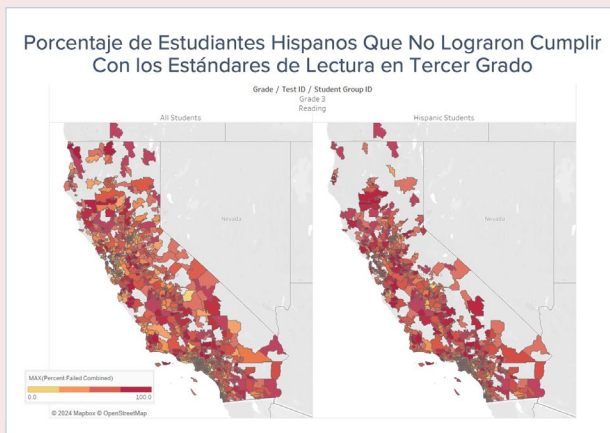 Porcentaje de Estudiantes Hispanos Que No Lograron Cumplir
Con los Estándares de Lectura en Tercer Grado
Grade / Test ID / Student Group ID
Grade 3
Reading
All Students
Hispanic Students
Nevada
Nevada
MAX(Percent Failed Combined)
0.0
100.0
© 2024 Mapbox © OpenStreetMap